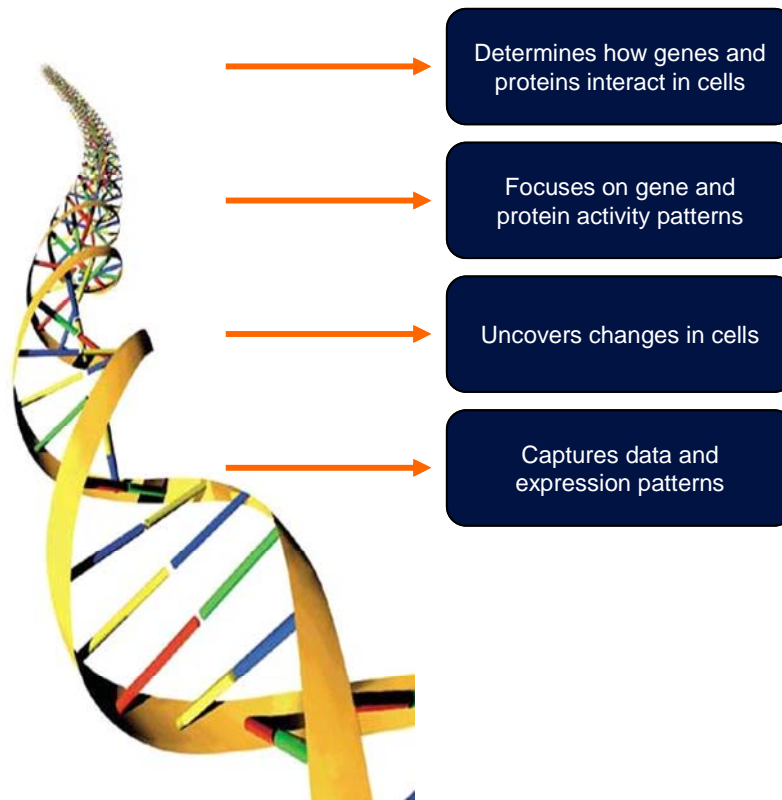 Determines how genes and
proteins interact in cells
Focuses on gene and
protein activity patterns
Uncovers changes in cells
Captures data and
expression patterns